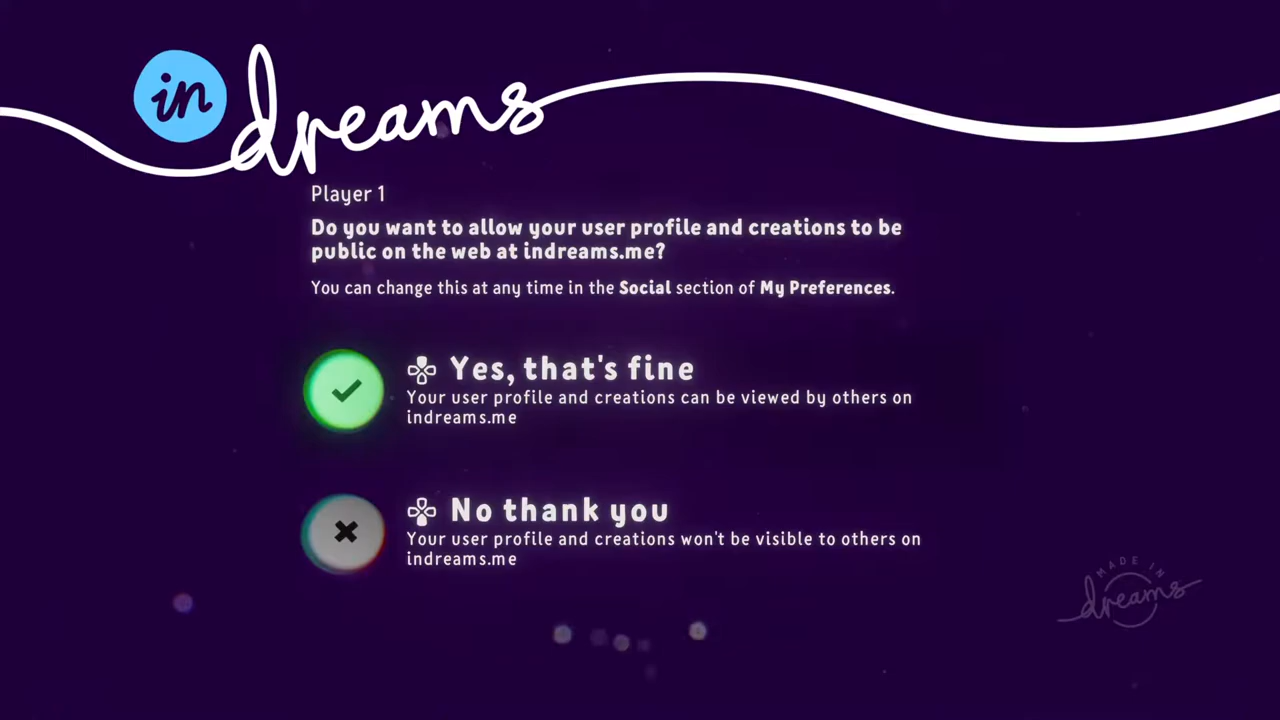 in dreams
Player 1
Do you want to allow your user profile and creations to be
public on the web at indreams.me?
You can change this at any time in the Social section of My Preferences.
Yes, that's fine
Your user profile and creations can be viewed by others on
indreams.me
No thank you
Your user profile and creations won't be visible to others on
indreams.me
MADE IN
dreams